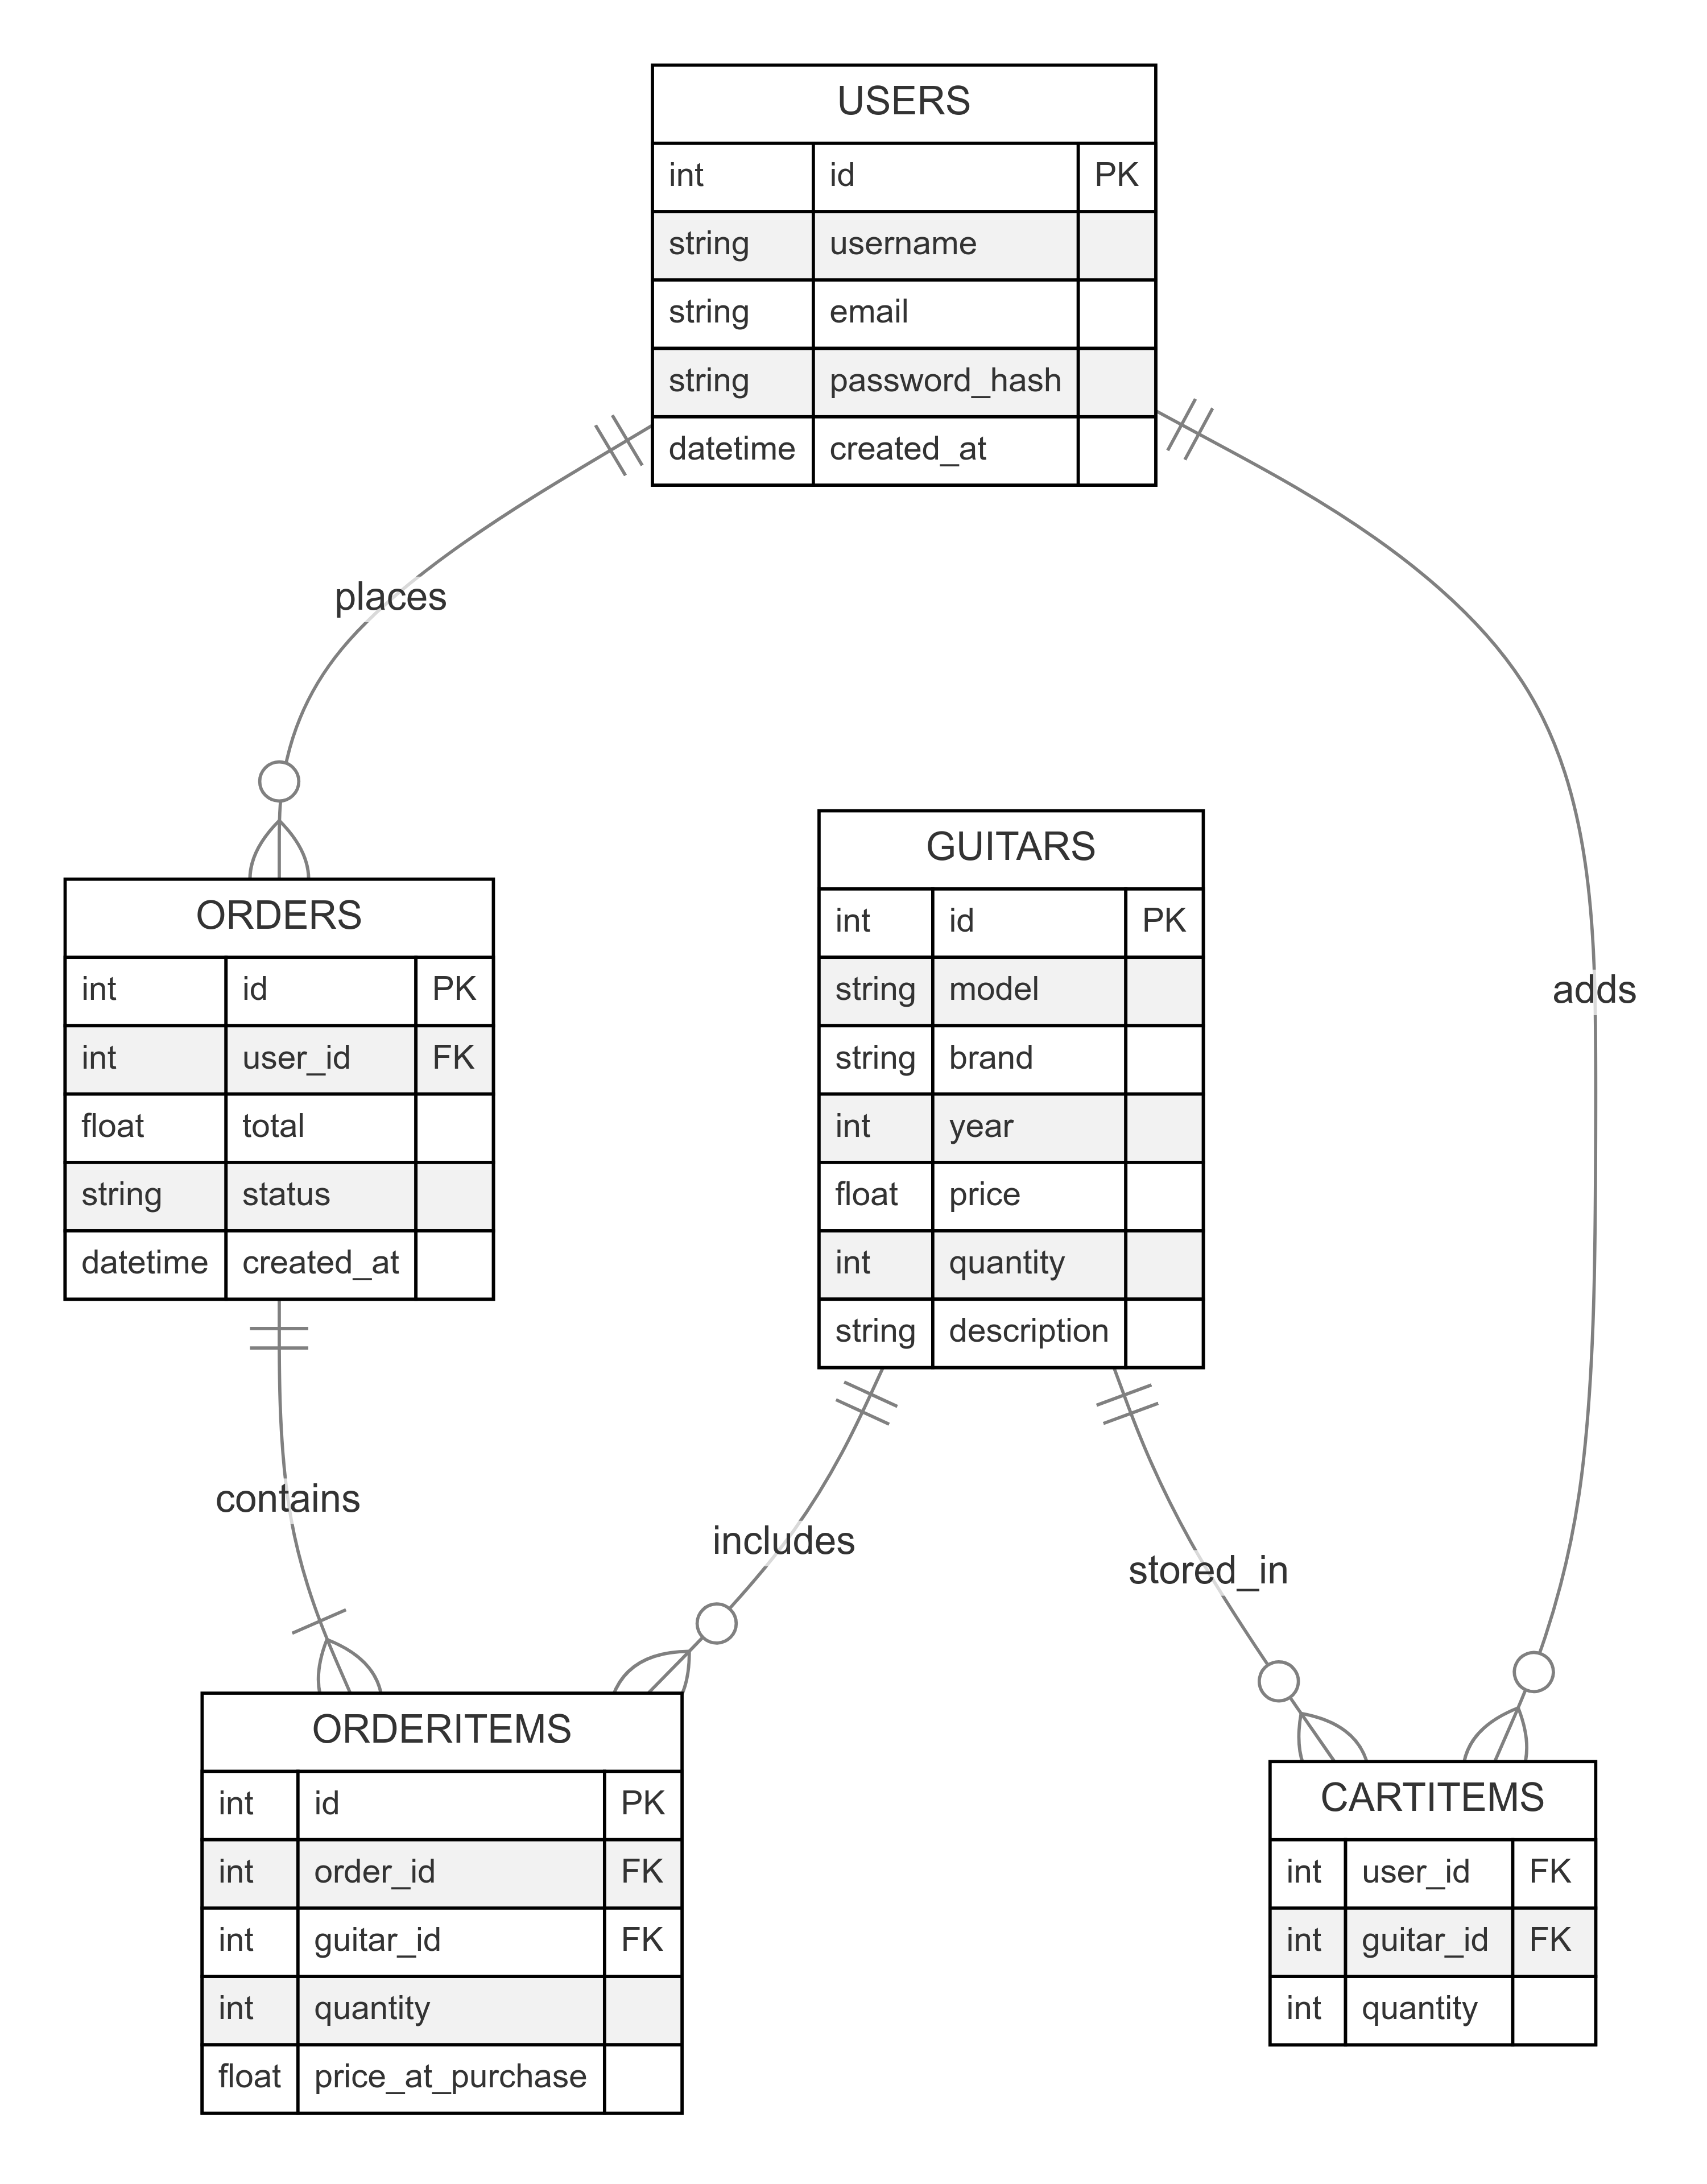 USERS
int id PK
string username
string email
string password_hash
datetime created_at
places
adds
ORDERS
int id PK
int user_id FK
float total
string status
datetime created_at
GUITARS
int id PK
string model
string brand
int year
float price
int quantity
string description
contains
includes
stored_in
ORDERITEMS
int id PK
int order_id FK
int guitar_id FK
int quantity
float price_at_purchase
CARTITEMS
int user_id FK
int guitar_id FK
int quantity